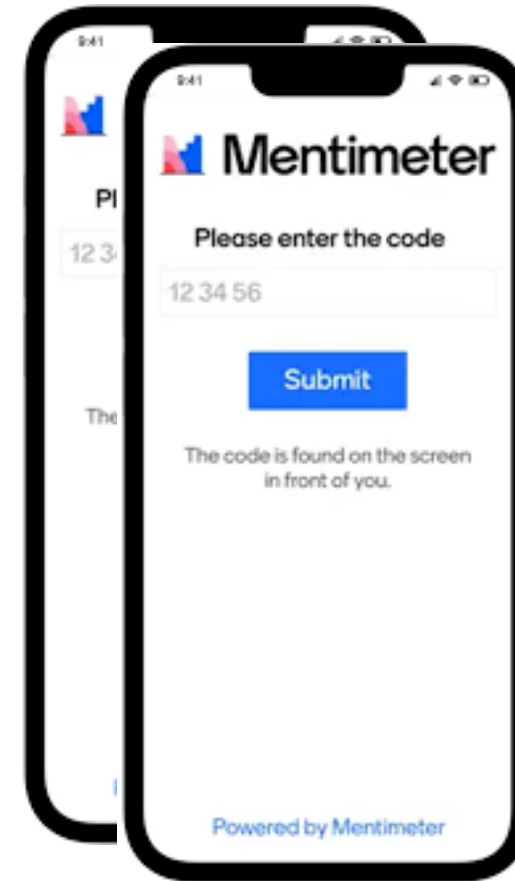 9:41
Pl
12 3
The
9:41
Mentimeter
Please enter the code
12 34 56
Submit
The code is found on the screen
in front of you.
Powered by Mentimeter